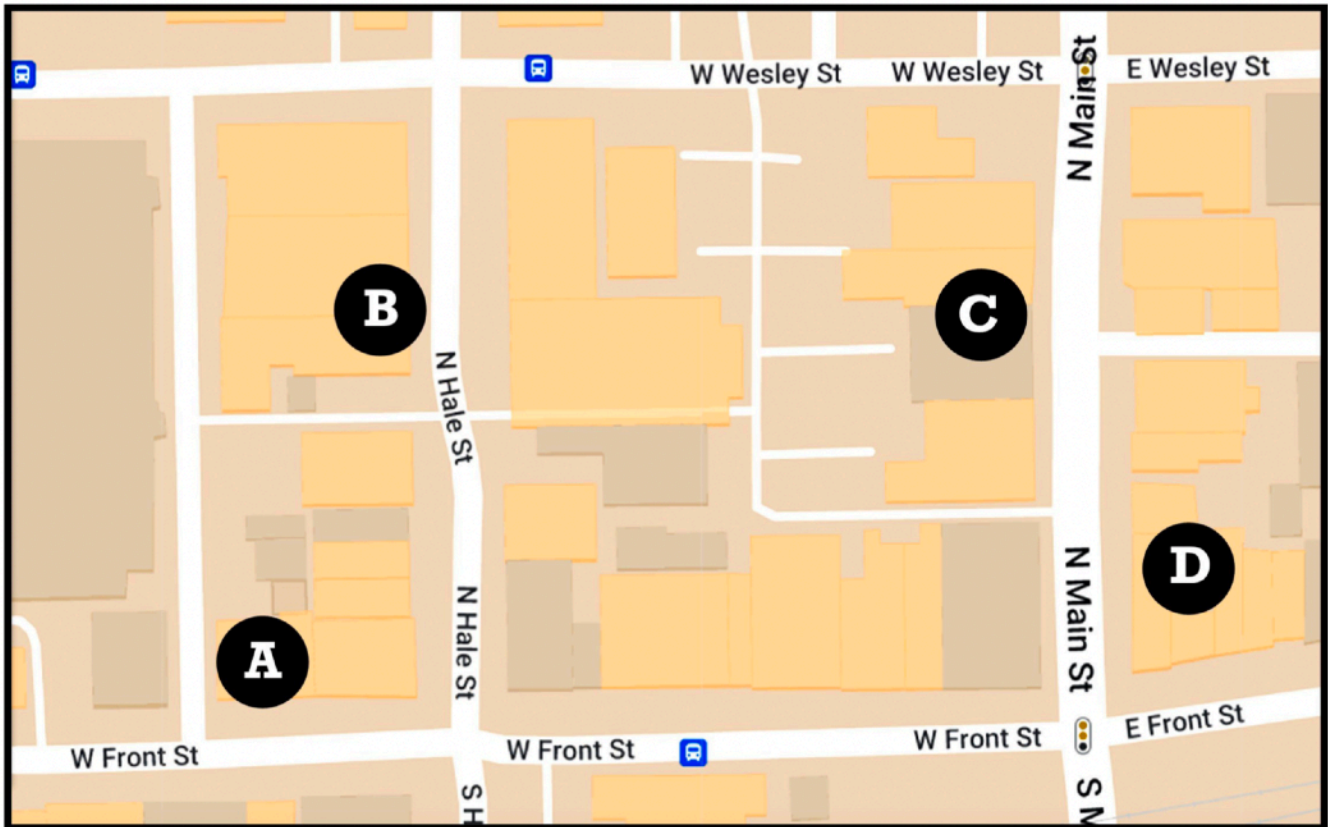 W Wesley St
W Wesley St
E Wesley St
N Main St
B
C
N Hale St
D
N Hale St
N Main St
A
W Front St
W Front St
W Front St
E Front St
S H
S M